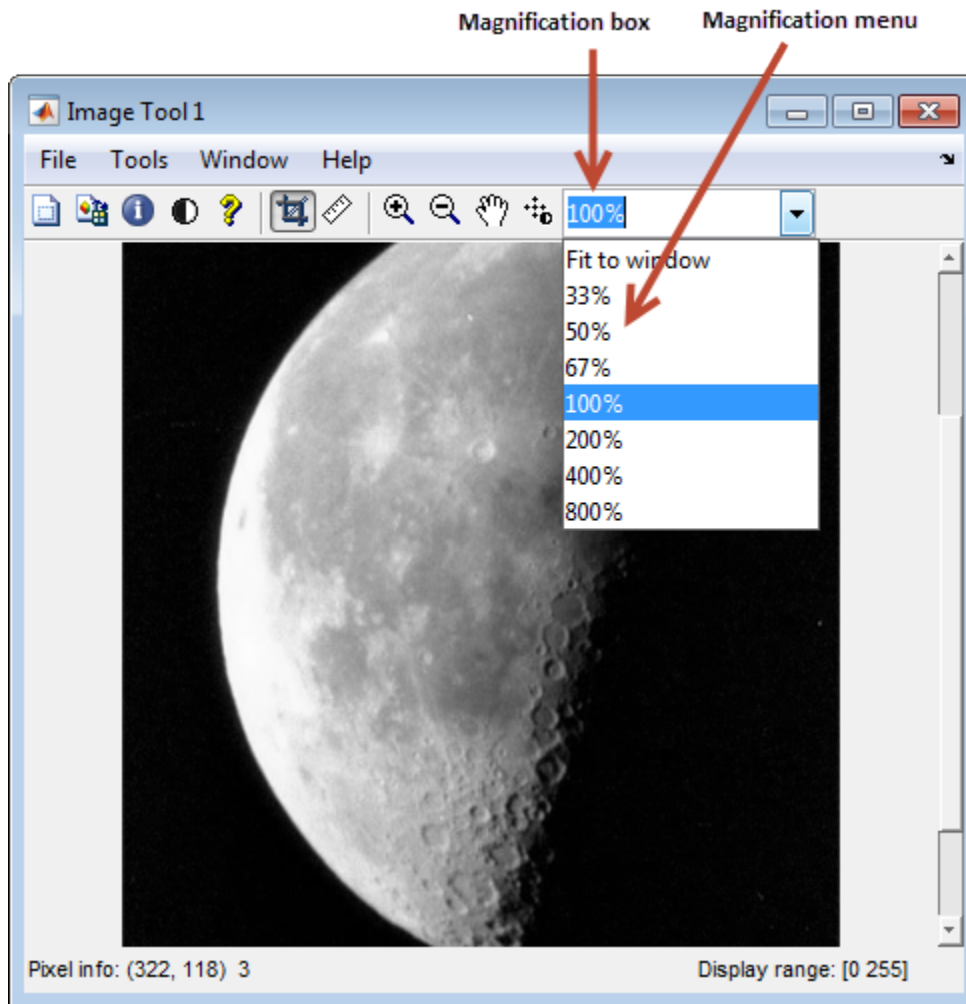 Magnification box Magnification menu
Image Tool 1
File Tools Window Help
100%
Fit to window
33%
50%
67%
100%
200%
400%
800%
Pixel info: (322, 118) 3 Display range: [0 255]